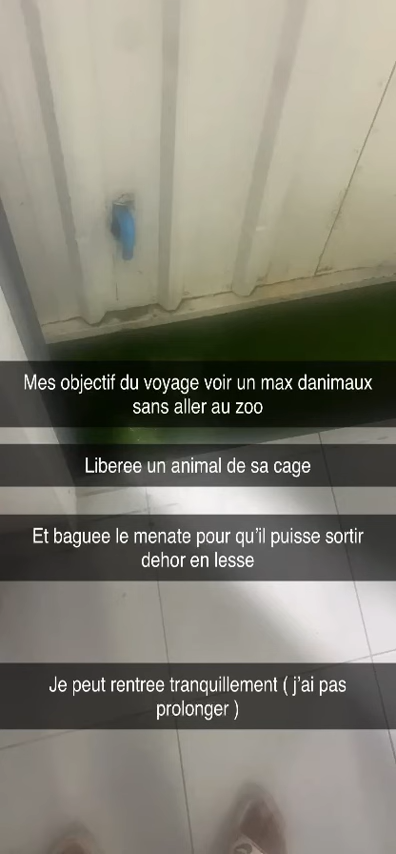 Mes objectif du voyage voir un max danimaux
sans aller au zoo
Liberee un animal de sa cage
Et baguee le menate pour qu'il puisse sortir
dehor en lesse
Je peut rentree tranquillement ( j'ai pas
prolonger )